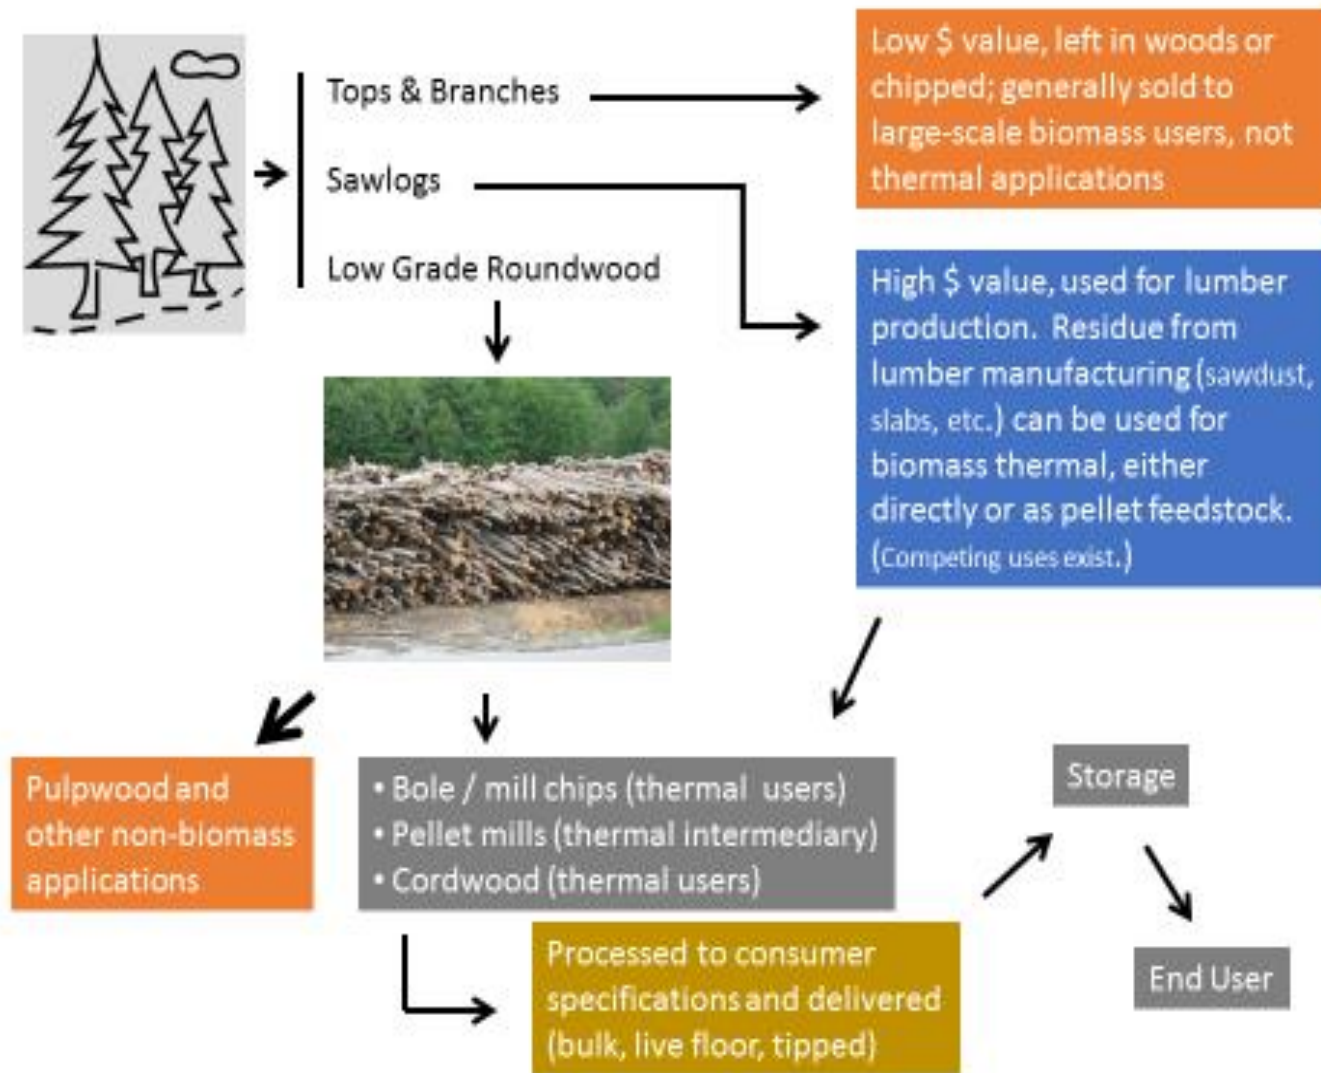 Tops & Branches
Sawlogs
Low Grade Roundwood
Low $ value, left in woods or
chipped; generally sold to
large-scale biomass users, not
thermal applications
High $ value, used for lumber
production.  Residue from
lumber manufacturing (sawdust,
slabs, etc.) can be used for
biomass thermal, either
directly or as pellet feedstock.
(Competing uses exist.)
Pulpwood and
other non-biomass
applications
• Bole / mill chips (thermal  users)
• Pellet mills (thermal intermediary)
• Cordwood (thermal users)
Processed to consumer
specifications and delivered
(bulk, live floor, tipped)
Storage
End User